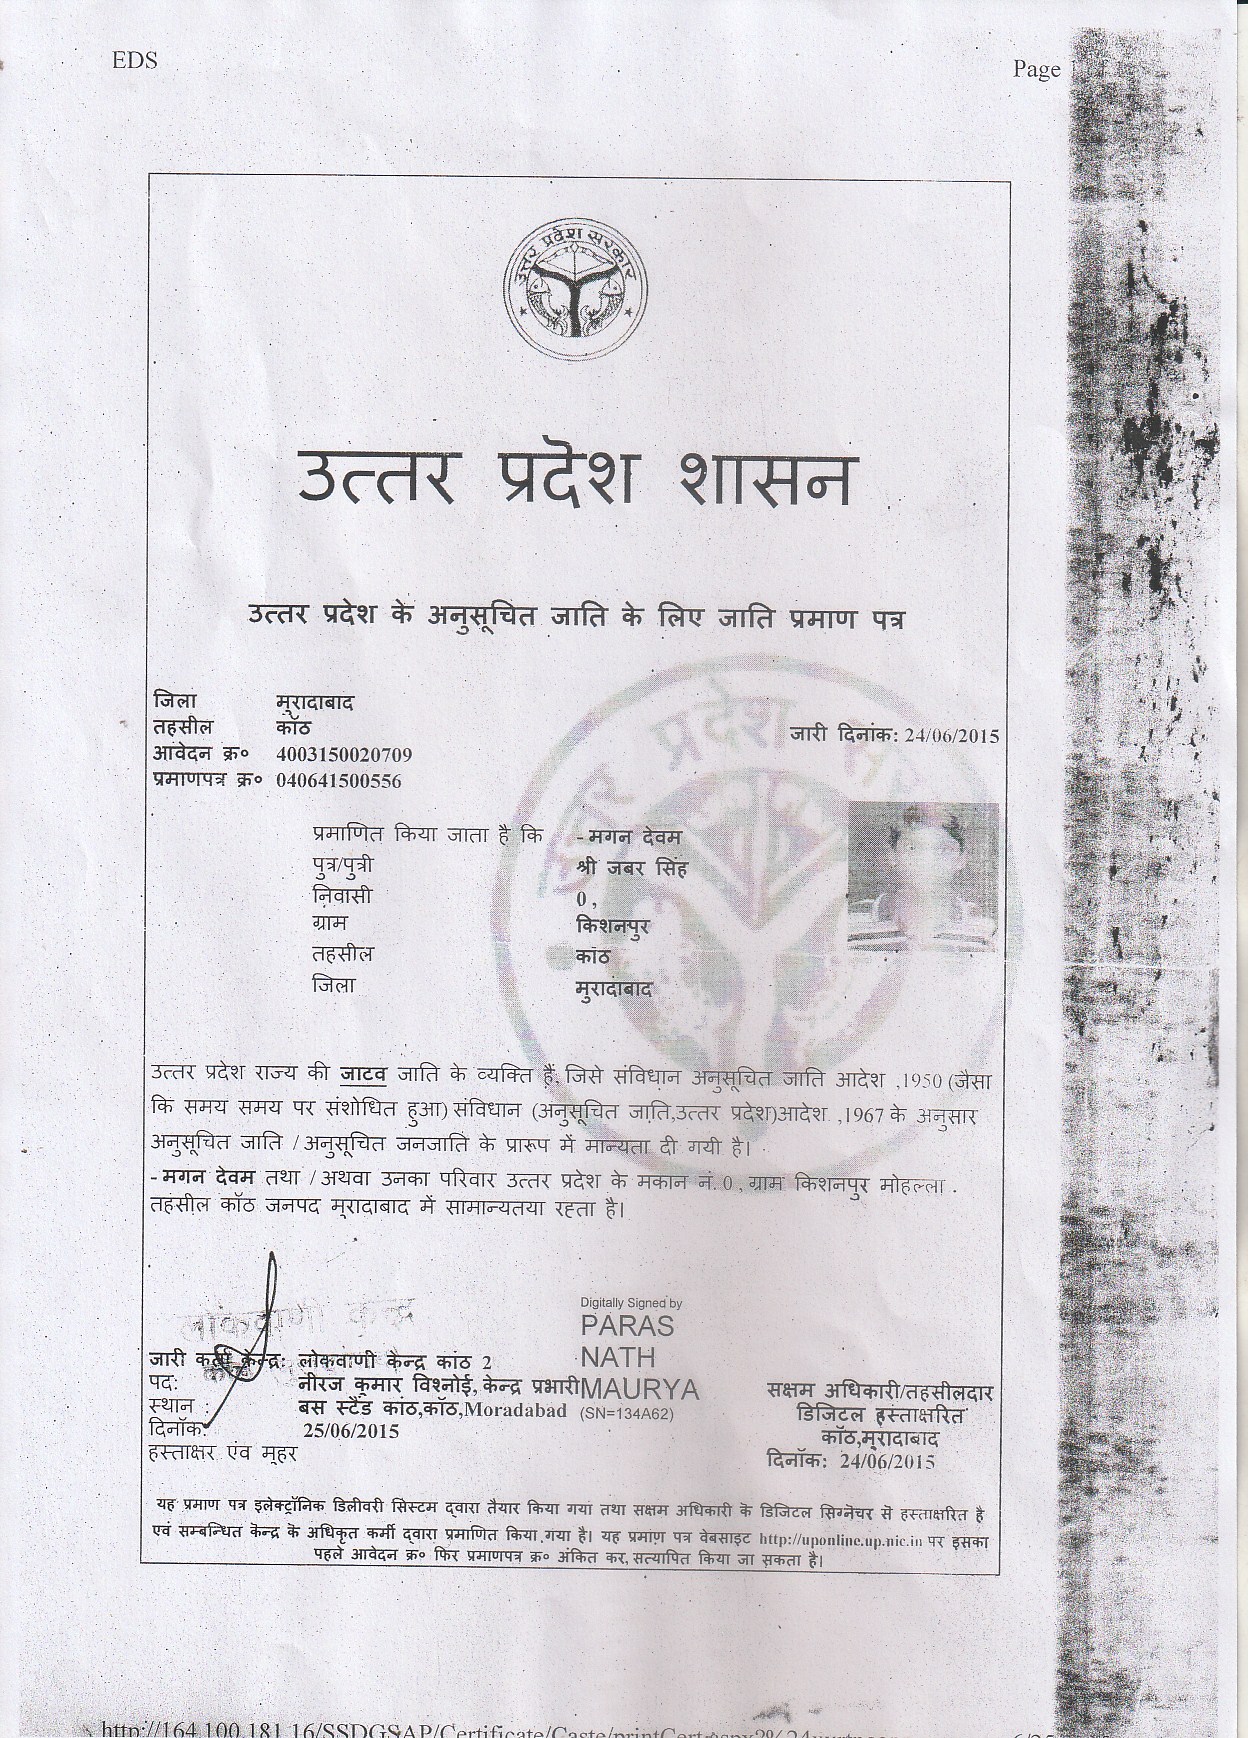 EDS
Page
उत्तर प्रदेश सरकार
उत्तर प्रदेश शासन
उत्तर प्रदेश के अनुसूचित जाति के लिए जाति प्रमाण पत्र
जिला मुरादाबाद
तहसील कॉठ
जारी दिनांक: 24/06/2015
आवेदन क्र० 4003150020709
प्रमाणपत्र क्र० 040641500556
प्रमाणित किया जाता है कि - मगन देवम
पुत्र/पुत्री श्री जबर सिंह
निवासी 0 ,
ग्राम किशनपुर
तहसील कांठ
जिला मुरादाबाद
उत्तर प्रदेश राज्य की जाटव जाति के व्यक्ति हैं, जिसे संविधान अनुसूचित जाति आदेश ,1950 (जैसा
कि समय समय पर संशोधित हुआ) संविधान (अनुसूचित जाति,उत्तर प्रदेश)आदेश ,1967 के अनुसार
अनुसूचित जाति / अनुसूचित जनजाति के प्रारूप में मान्यता दी गयी है।
- मगन देवम तथा / अथवा उनका परिवार उत्तर प्रदेश के मकान नं. 0 , ग्राम किशनपुर मोहल्ला .
तहसील कॉठ जनपद मुरादाबाद में सामान्यतया रहता है।
लोकवाणी केन्द्र
जारी कर्ता केन्द्र: लोकवाणी केन्द्र कांठ 2
पद: नीरज कुमार विश्नोई, केन्द्र प्रभारी
स्थान : बस स्टैंड कांठ,कॉठ,Moradabad
दिनॉक: 25/06/2015
हस्ताक्षर एंव मुहर
Digitally Signed by
PARAS
NATH
MAURYA
(SN=134A62)
सक्षम अधिकारी/तहसीलदार
डिजिटल हस्ताक्षरित
कॉठ,मुरादाबाद
दिनॉक: 24/06/2015
यह प्रमाण पत्र इलेक्ट्रॉनिक डिलीवरी सिस्टम द्वारा तैयार किया गया तथा सक्षम अधिकारी के डिजिटल सिग्नेचर से हस्ताक्षरित है
एवं सम्बन्धित केन्द्र के अधिकृत कर्मी द्वारा प्रमाणित किया गया है। यह प्रमाण पत्र वेबसाइट http://uponline.up.nic.in पर इसका
पहले आवेदन क्र० फिर प्रमाणपत्र क्र० अंकित कर, सत्यापित किया जा सकता है।